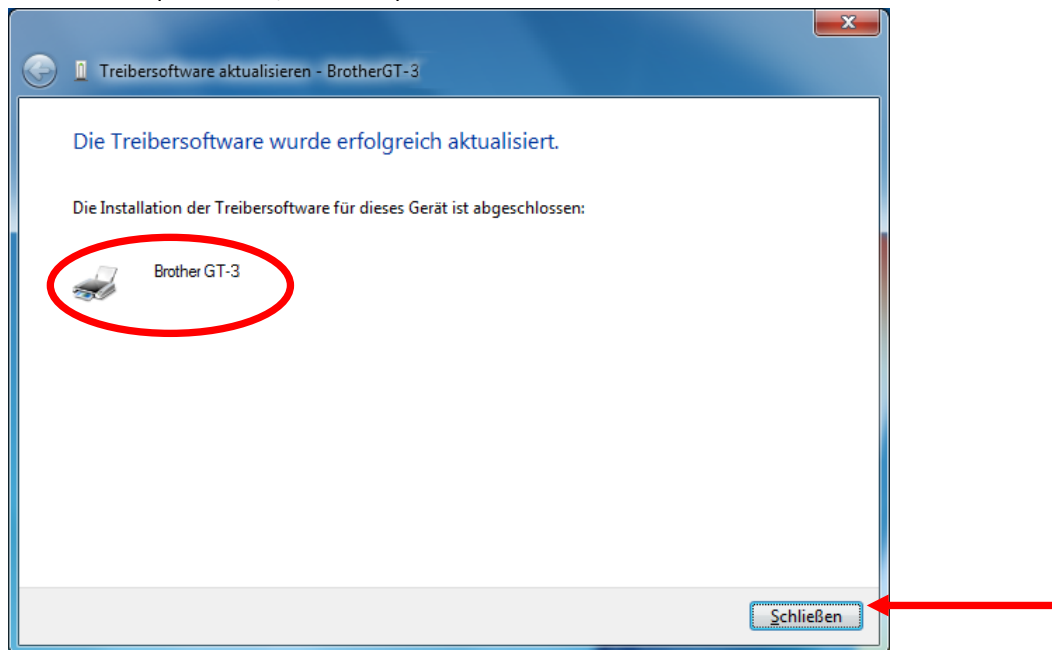 Treibersoftware aktualisieren - BrotherGT-3
Die Treibersoftware wurde erfolgreich aktualisiert.
Die Installation der Treibersoftware für dieses Gerät ist abgeschlossen:
Brother GT-3
Schließen